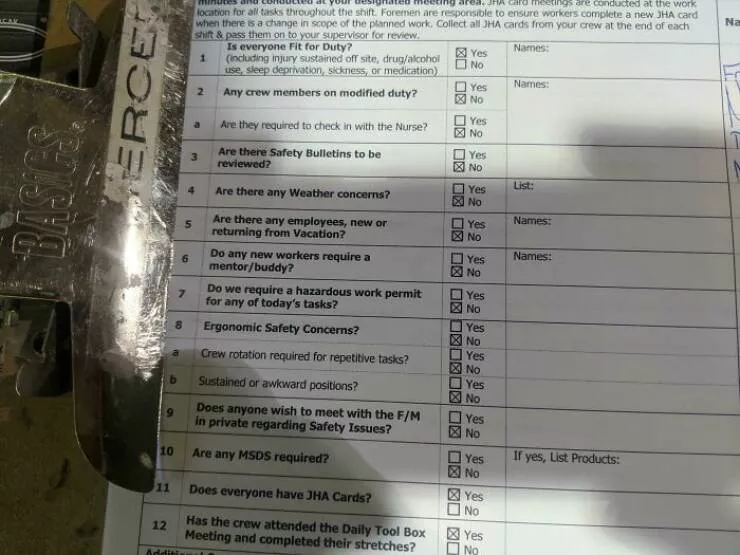 minutes and conducted at your designated meeting area. JHA card meetings are conducted at the work
location for all tasks throughout the shift. Foremen are responsible to ensure workers complete a new JHA card
when there is a change in scope of the planned work. Collect all JHA cards from your crew at the end of each
shift & pass them on to your supervisor for review.
1 Is everyone Fit for Duty?
(including injury sustained off site, drug/alcohol
use, sleep deprivation, sickness, or medication)
☒ Yes
☐ No
Names:
2 Any crew members on modified duty?
☐ Yes
☒ No
Names:
a Are they required to check in with the Nurse?
☐ Yes
☒ No
3 Are there Safety Bulletins to be
reviewed?
☐ Yes
☒ No
4 Are there any Weather concerns?
☐ Yes
☒ No
List:
5 Are there any employees, new or
returning from Vacation?
☐ Yes
☒ No
Names:
6 Do any new workers require a
mentor/buddy?
☐ Yes
☒ No
Names:
7 Do we require a hazardous work permit
for any of today's tasks?
☐ Yes
☒ No
8 Ergonomic Safety Concerns?
☐ Yes
☒ No
a Crew rotation required for repetitive tasks?
☐ Yes
☒ No
b Sustained or awkward positions?
☐ Yes
☒ No
9 Does anyone wish to meet with the F/M
in private regarding Safety Issues?
☐ Yes
☒ No
10 Are any MSDS required?
☐ Yes
☒ No
If yes, List Products:
11 Does everyone have JHA Cards?
☒ Yes
☐ No
12 Has the crew attended the Daily Tool Box
Meeting and completed their stretches?
☒ Yes
☐ No
Na
BASICS